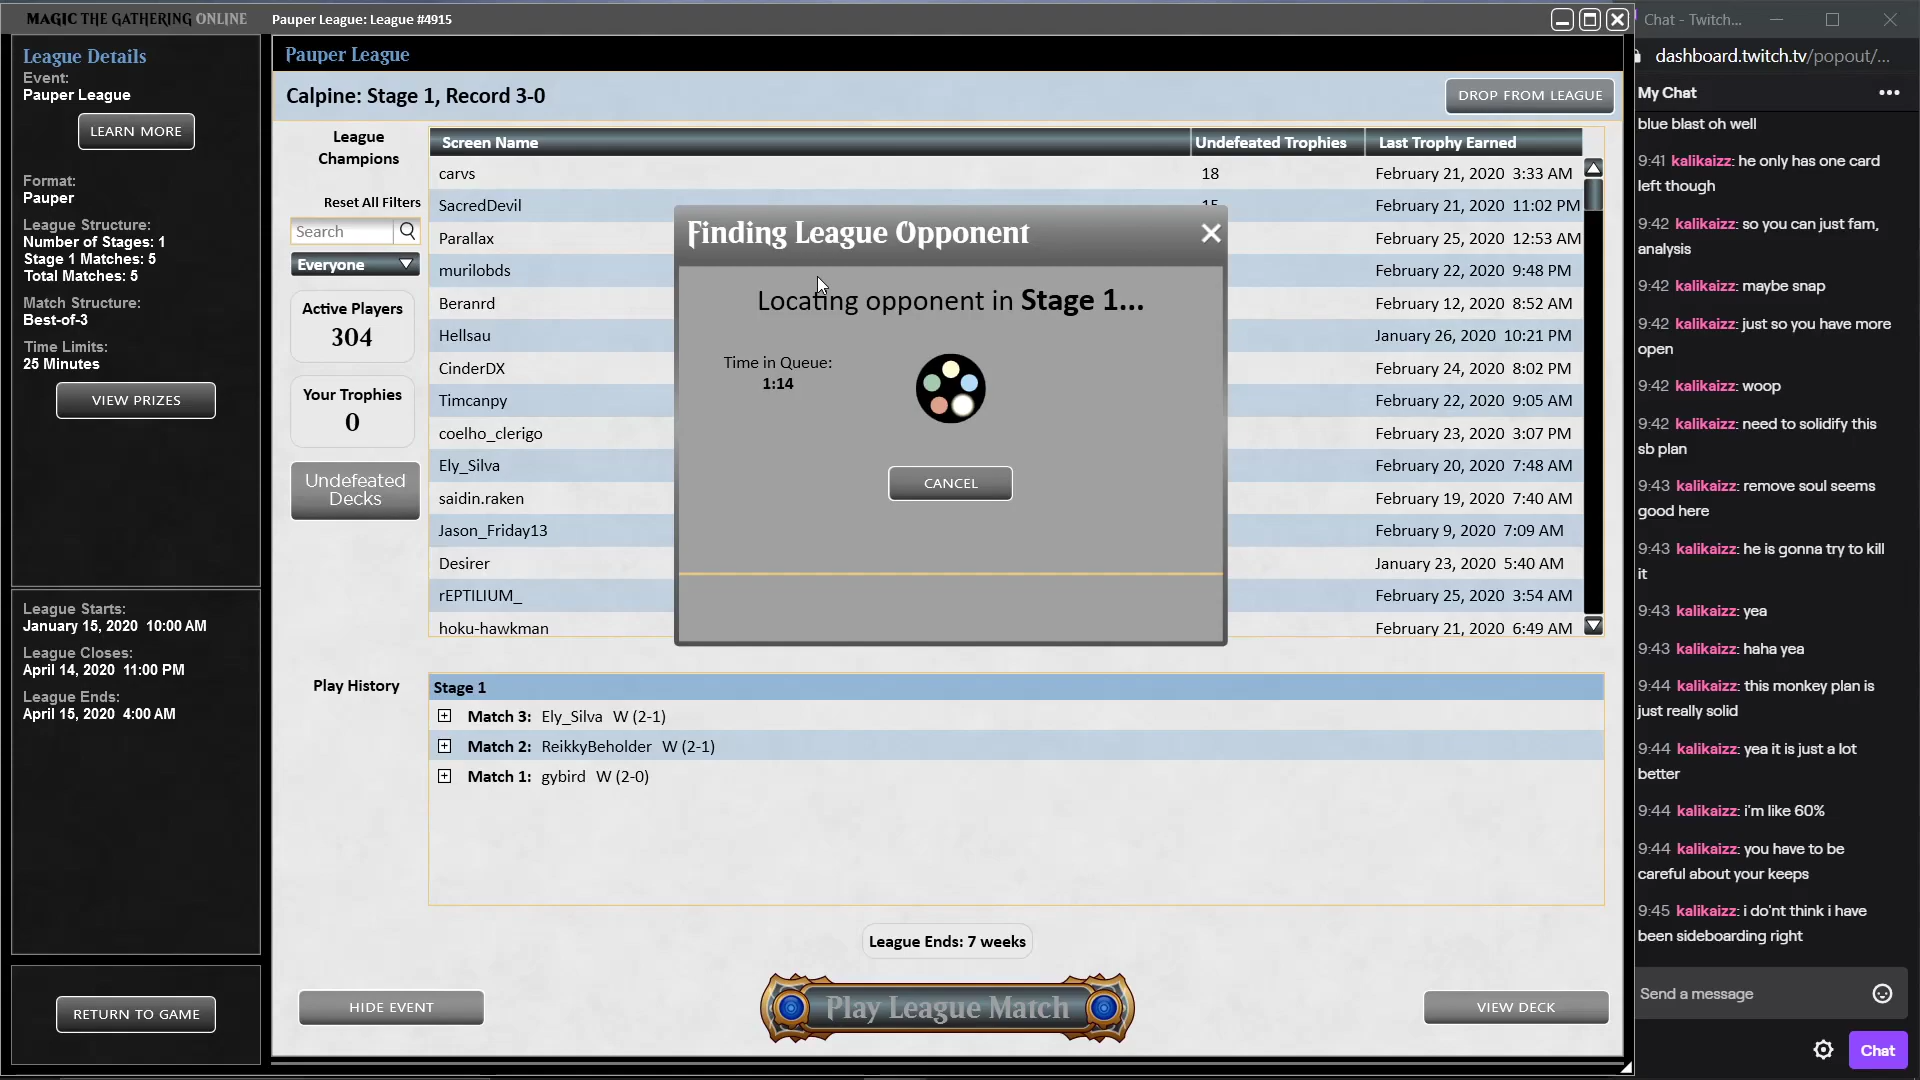 MAGIC THE GATHERING ONLINE
Pauper League: League #4915
League Details
Event:
Pauper League
LEARN MORE
Format:
Pauper
League Structure:
Number of Stages: 1
Stage 1 Matches: 5
Total Matches: 5
Match Structure:
Best-of-3
Time Limits:
25 Minutes
VIEW PRIZES
League Starts:
January 15, 2020 10:00 AM
League Closes:
April 14, 2020 11:00 PM
League Ends:
April 15, 2020 4:00 AM
RETURN TO GAME
Pauper League
Calpine: Stage 1, Record 3-0
DROP FROM LEAGUE
League
Champions
Reset All Filters
Search
Everyone
Active Players
304
Your Trophies
0
Undefeated
Decks
Screen Name Undefeated Trophies Last Trophy Earned
carvs 18 February 21, 2020 3:33 AM
SacredDevil 15 February 21, 2020 11:02 PM
Parallax February 25, 2020 12:53 AM
murilobds February 22, 2020 9:48 PM
Beranrd February 12, 2020 8:52 AM
Hellsau January 26, 2020 10:21 PM
CinderDX February 24, 2020 8:02 PM
Timcanpy February 22, 2020 9:05 AM
coelho_clerigo February 23, 2020 3:07 PM
Ely_Silva February 20, 2020 7:48 AM
saidin.raken February 19, 2020 7:40 AM
Jason_Friday13 February 9, 2020 7:09 AM
Desirer January 23, 2020 5:40 AM
rEPTILIUM_ February 25, 2020 3:54 AM
hoku-hawkman February 21, 2020 6:49 AM
Finding League Opponent
Locating opponent in Stage 1...
Time in Queue:
1:14
CANCEL
Play History
Stage 1
Match 3: Ely_Silva W (2-1)
Match 2: ReikkyBeholder W (2-1)
Match 1: gybird W (2-0)
League Ends: 7 weeks
HIDE EVENT
Play League Match
VIEW DECK
Chat - Twitch...
dashboard.twitch.tv/popout/...
My Chat
blue blast oh well
9:41 kalikaizz: he only has one card
left though
9:42 kalikaizz: so you can just fam,
analysis
9:42 kalikaizz: maybe snap
9:42 kalikaizz: just so you have more
open
9:42 kalikaizz: woop
9:42 kalikaizz: need to solidify this
sb plan
9:43 kalikaizz: remove soul seems
good here
9:43 kalikaizz: he is gonna try to kill
it
9:43 kalikaizz: yea
9:43 kalikaizz: haha yea
9:44 kalikaizz: this monkey plan is
just really solid
9:44 kalikaizz: yea it is just a lot
better
9:44 kalikaizz: i'm like 60%
9:44 kalikaizz: you have to be
careful about your keeps
9:45 kalikaizz: i do'nt think i have
been sideboarding right
Send a message
Chat